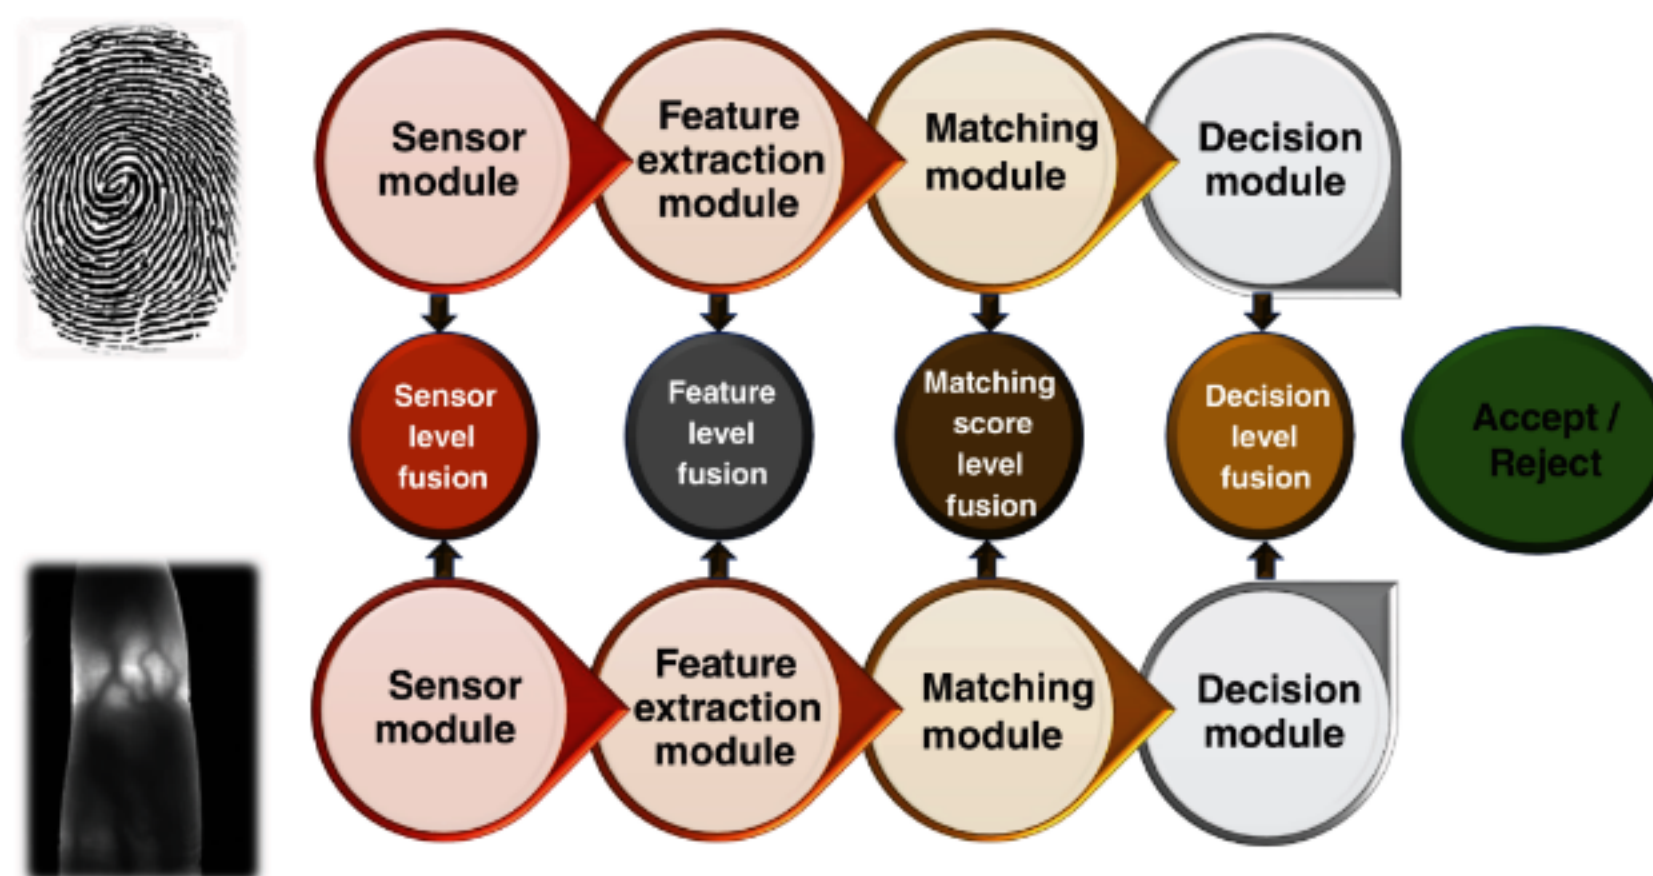 Sensor
module
Feature
extraction
module
Matching
module
Decision
module
Sensor
level
fusion
Feature
level
fusion
Matching
score
level
fusion
Decision
level
fusion
Accept /
Reject
Sensor
module
Feature
extraction
module
Matching
module
Decision
module